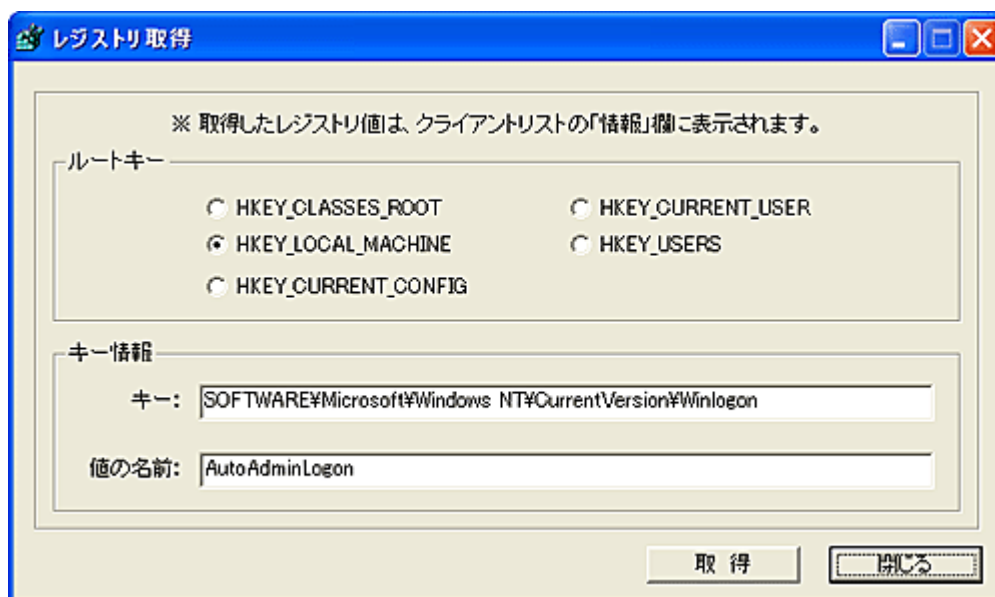 レジストリ取得
※ 取得したレジストリ値は、クライアントリストの「情報」欄に表示されます。
ルートキー
HKEY_CLASSES_ROOT HKEY_CURRENT_USER
HKEY_LOCAL_MACHINE HKEY_USERS
HKEY_CURRENT_CONFIG
キー情報
キー: SOFTWARE¥Microsoft¥Windows NT¥CurrentVersion¥Winlogon
値の名前: AutoAdminLogon
取 得 閉じる